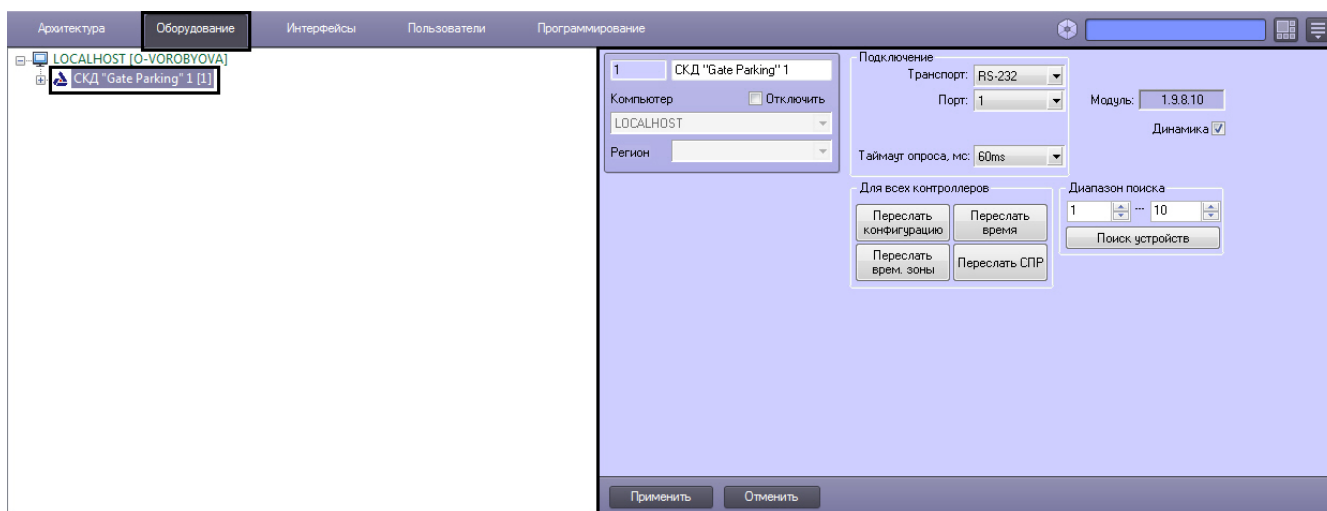 Архитектура Оборудование Интерфейсы Пользователи Программирование
LOCALHOST [O-VOROBYOVA]
СКД "Gate Parking" 1 [1]
1 СКД "Gate Parking" 1
Компьютер Отключить
LOCALHOST
Регион
Подключение
Транспорт: RS-232
Порт: 1
Модуль: 1.9.8.10
Динамика
Таймаут опроса, мс: 60ms
Для всех контроллеров
Переслать конфигурацию
Переслать время
Переслать врем. зоны
Переслать СПР
Диапазон поиска
1 --- 10
Поиск устройств
Применить Отменить